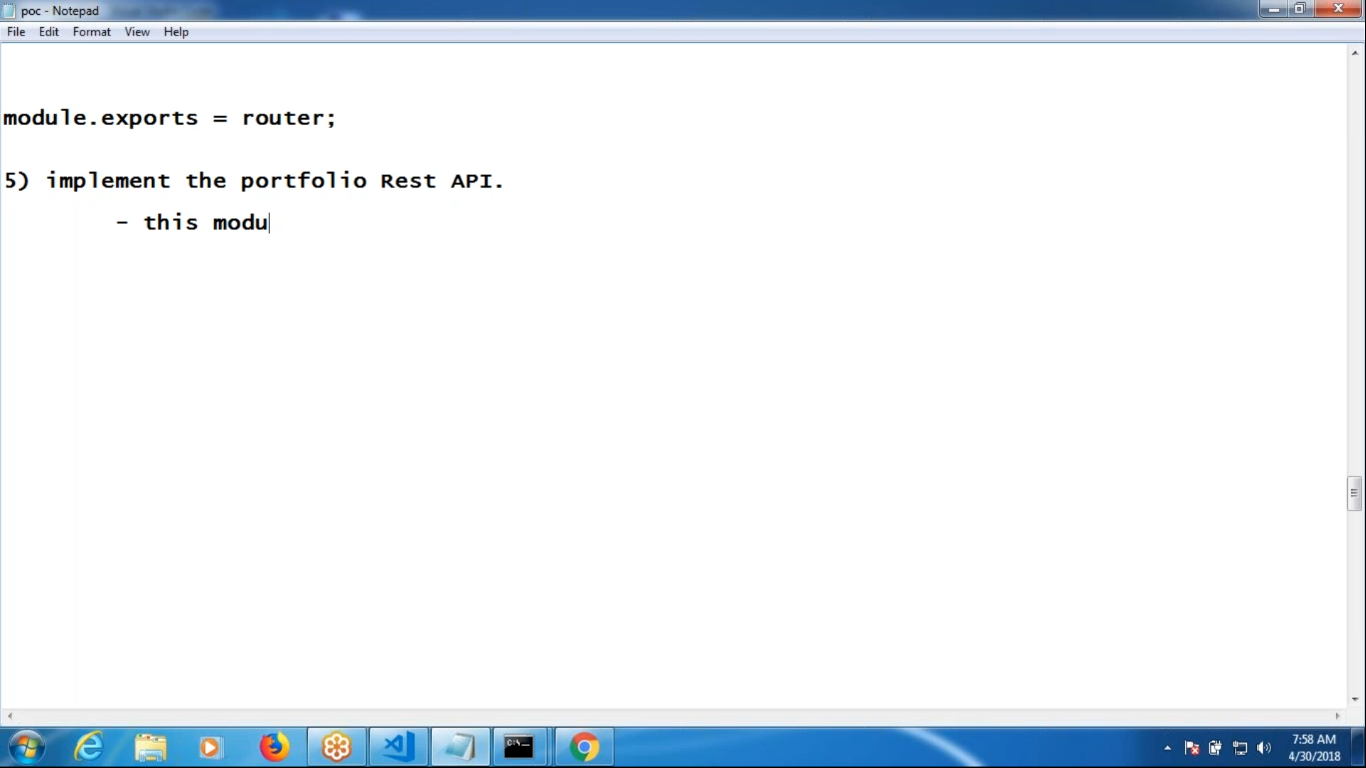 poc - Notepad
File Edit Format View Help
module.exports = router;
5) implement the portfolio Rest API.
- this modu
7:58 AM
4/30/2018